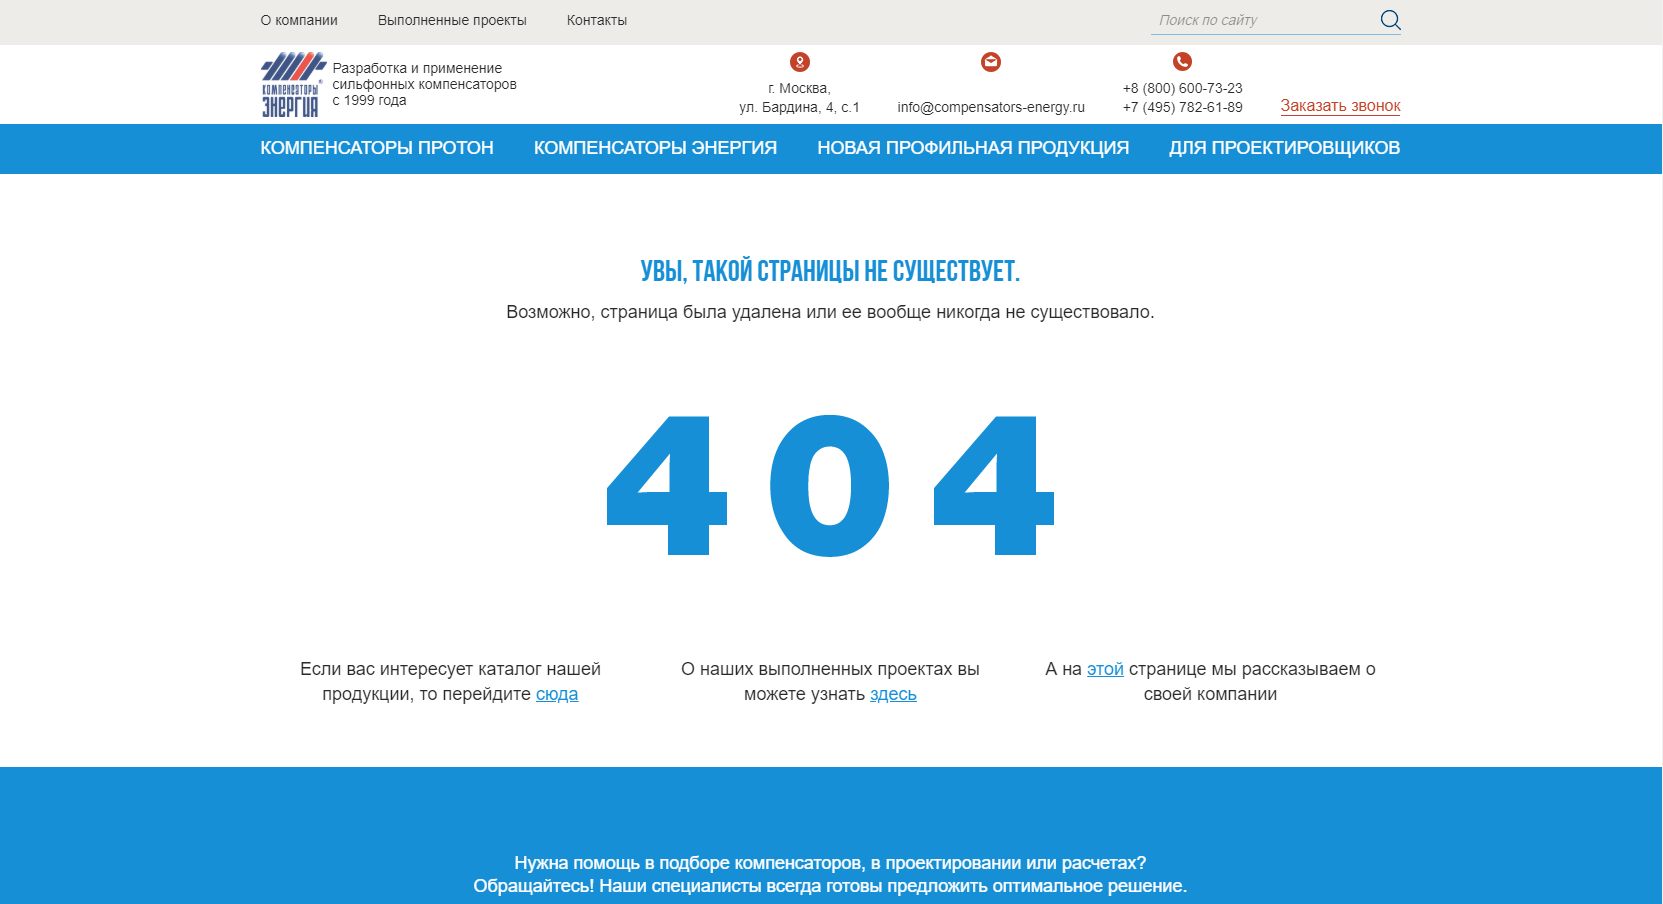 О компании
Выполненные проекты
Контакты
Поиск по сайту
КОМПЕНСАТОРЫ
ЭНЕРГИЯ
®
Разработка и применение
сильфонных компенсаторов
с 1999 года
г. Москва,
ул. Бардина, 4, с.1
info@compensators-energy.ru
+8 (800) 600-73-23
+7 (495) 782-61-89
Заказать звонок
КОМПЕНСАТОРЫ ПРОТОН
КОМПЕНСАТОРЫ ЭНЕРГИЯ
НОВАЯ ПРОФИЛЬНАЯ ПРОДУКЦИЯ
ДЛЯ ПРОЕКТИРОВЩИКОВ
УВЫ, ТАКОЙ СТРАНИЦЫ НЕ СУЩЕСТВУЕТ.
Возможно, страница была удалена или ее вообще никогда не существовало.
404
Если вас интересует каталог нашей
продукции, то перейдите сюда
О наших выполненных проектах вы
можете узнать здесь
А на этой странице мы рассказываем о
своей компании
Нужна помощь в подборе компенсаторов, в проектировании или расчетах?
Обращайтесь! Наши специалисты всегда готовы предложить оптимальное решение.